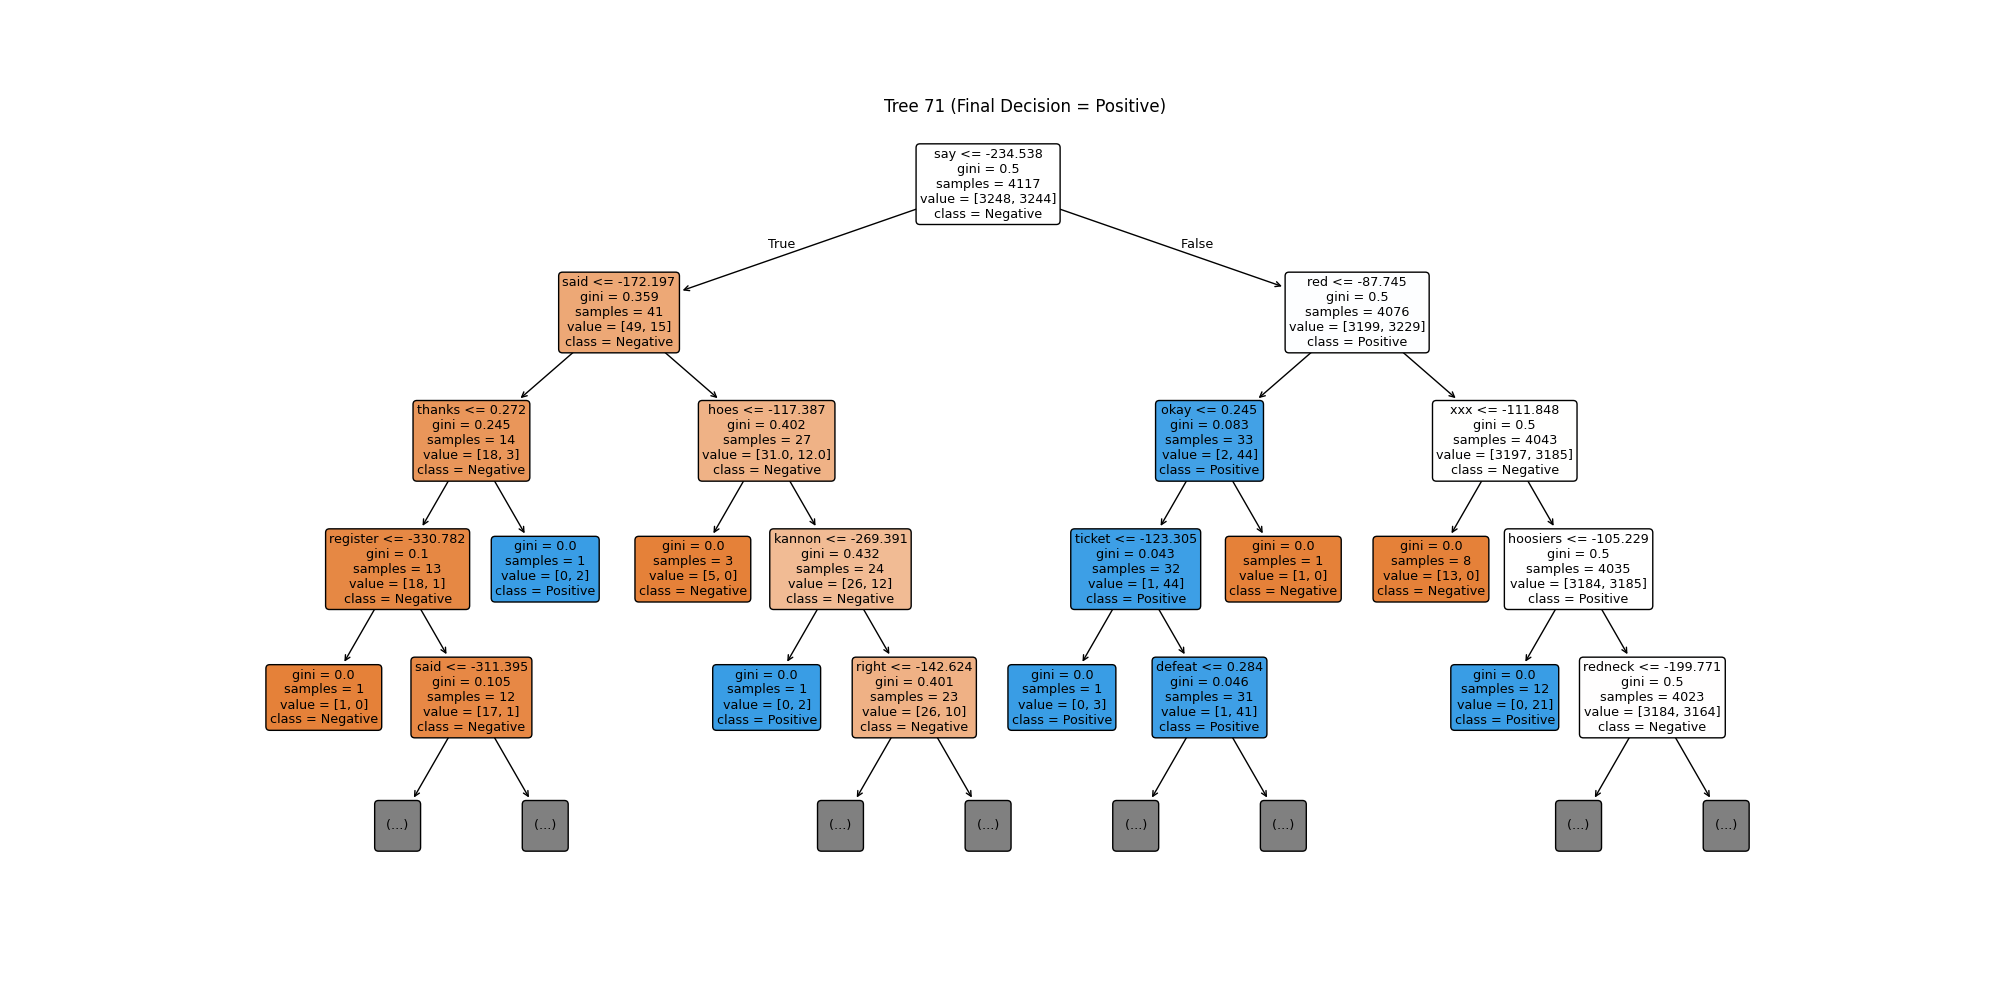 Tree 71 (Final Decision = Positive)
say <= -234.538
gini = 0.5
samples = 4117
value = [3248, 3244]
class = Negative
True
False
said <= -172.197
gini = 0.359
samples = 41
value = [49, 15]
class = Negative
red <= -87.745
gini = 0.5
samples = 4076
value = [3199, 3229]
class = Positive
thanks <= 0.272
gini = 0.245
samples = 14
value = [18, 3]
class = Negative
hoes <= -117.387
gini = 0.402
samples = 27
value = [31.0, 12.0]
class = Negative
okay <= 0.245
gini = 0.083
samples = 33
value = [2, 44]
class = Positive
xxx <= -111.848
gini = 0.5
samples = 4043
value = [3197, 3185]
class = Negative
register <= -330.782
gini = 0.1
samples = 13
value = [18, 1]
class = Negative
gini = 0.0
samples = 1
value = [0, 2]
class = Positive
gini = 0.0
samples = 3
value = [5, 0]
class = Negative
kannon <= -269.391
gini = 0.432
samples = 24
value = [26, 12]
class = Negative
ticket <= -123.305
gini = 0.043
samples = 32
value = [1, 44]
class = Positive
gini = 0.0
samples = 1
value = [1, 0]
class = Negative
gini = 0.0
samples = 8
value = [13, 0]
class = Negative
hoosiers <= -105.229
gini = 0.5
samples = 4035
value = [3184, 3185]
class = Positive
gini = 0.0
samples = 1
value = [1, 0]
class = Negative
said <= -311.395
gini = 0.105
samples = 12
value = [17, 1]
class = Negative
gini = 0.0
samples = 1
value = [0, 2]
class = Positive
right <= -142.624
gini = 0.401
samples = 23
value = [26, 10]
class = Negative
gini = 0.0
samples = 1
value = [0, 3]
class = Positive
defeat <= 0.284
gini = 0.046
samples = 31
value = [1, 41]
class = Positive
gini = 0.0
samples = 12
value = [0, 21]
class = Positive
redneck <= -199.771
gini = 0.5
samples = 4023
value = [3184, 3164]
class = Negative
(...)
(...)
(...)
(...)
(...)
(...)
(...)
(...)